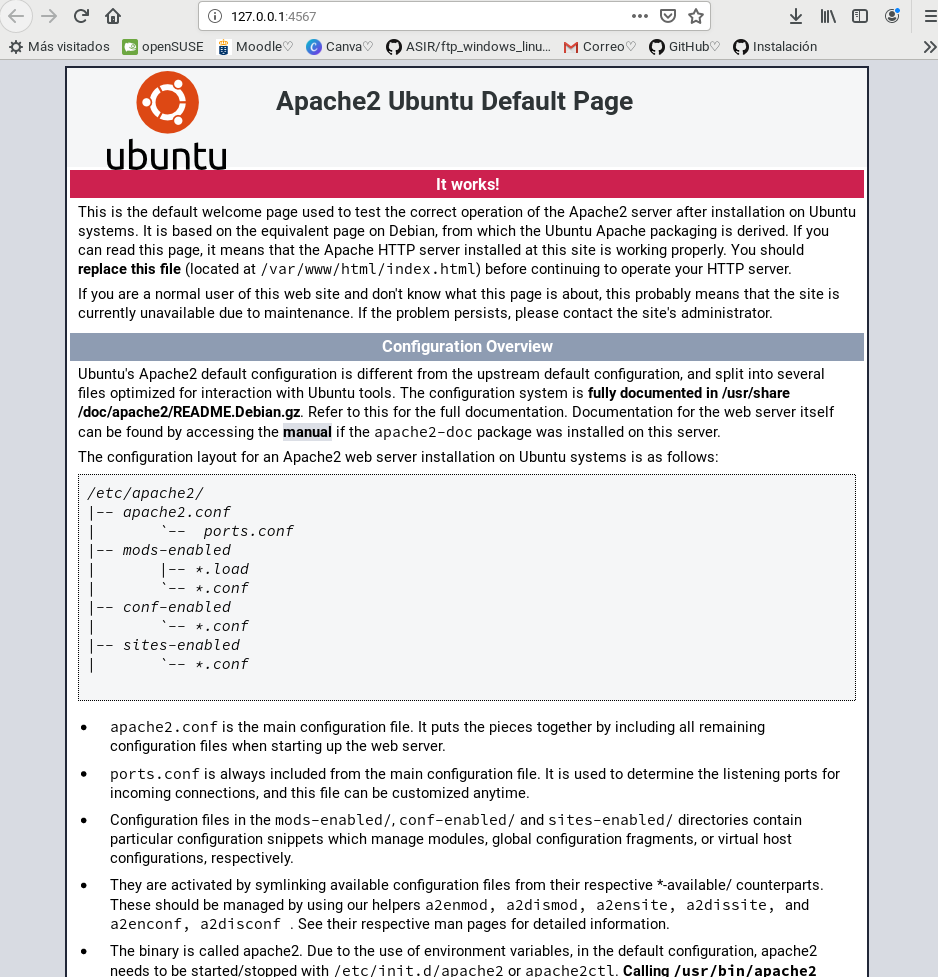 127.0.0.1:4567
Más visitados openSUSE Moodle♡ Canva♡ ASIR/ftp_windows_linu... Correo♡ GitHub♡ Instalación
ubuntu
Apache2 Ubuntu Default Page
It works!
This is the default welcome page used to test the correct operation of the Apache2 server after installation on Ubuntu
systems. It is based on the equivalent page on Debian, from which the Ubuntu Apache packaging is derived. If you
can read this page, it means that the Apache HTTP server installed at this site is working properly. You should
replace this file (located at /var/www/html/index.html) before continuing to operate your HTTP server.
If you are a normal user of this web site and don't know what this page is about, this probably means that the site is
currently unavailable due to maintenance. If the problem persists, please contact the site's administrator.
Configuration Overview
Ubuntu's Apache2 default configuration is different from the upstream default configuration, and split into several
files optimized for interaction with Ubuntu tools. The configuration system is fully documented in /usr/share
/doc/apache2/README.Debian.gz. Refer to this for the full documentation. Documentation for the web server itself
can be found by accessing the manual if the apache2-doc package was installed on this server.
The configuration layout for an Apache2 web server installation on Ubuntu systems is as follows:
/etc/apache2/
|-- apache2.conf
|       `--  ports.conf
|-- mods-enabled
|       |-- *.load
|       `-- *.conf
|-- conf-enabled
|       `-- *.conf
|-- sites-enabled
|       `-- *.conf
• apache2.conf is the main configuration file. It puts the pieces together by including all remaining
configuration files when starting up the web server.
• ports.conf is always included from the main configuration file. It is used to determine the listening ports for
incoming connections, and this file can be customized anytime.
• Configuration files in the mods-enabled/, conf-enabled/ and sites-enabled/ directories contain
particular configuration snippets which manage modules, global configuration fragments, or virtual host
configurations, respectively.
• They are activated by symlinking available configuration files from their respective *-available/ counterparts.
These should be managed by using our helpers a2enmod, a2dismod, a2ensite, a2dissite, and
a2enconf, a2disconf . See their respective man pages for detailed information.
• The binary is called apache2. Due to the use of environment variables, in the default configuration, apache2
needs to be started/stopped with /etc/init.d/apache2 or apache2ctl. Calling /usr/bin/apache2